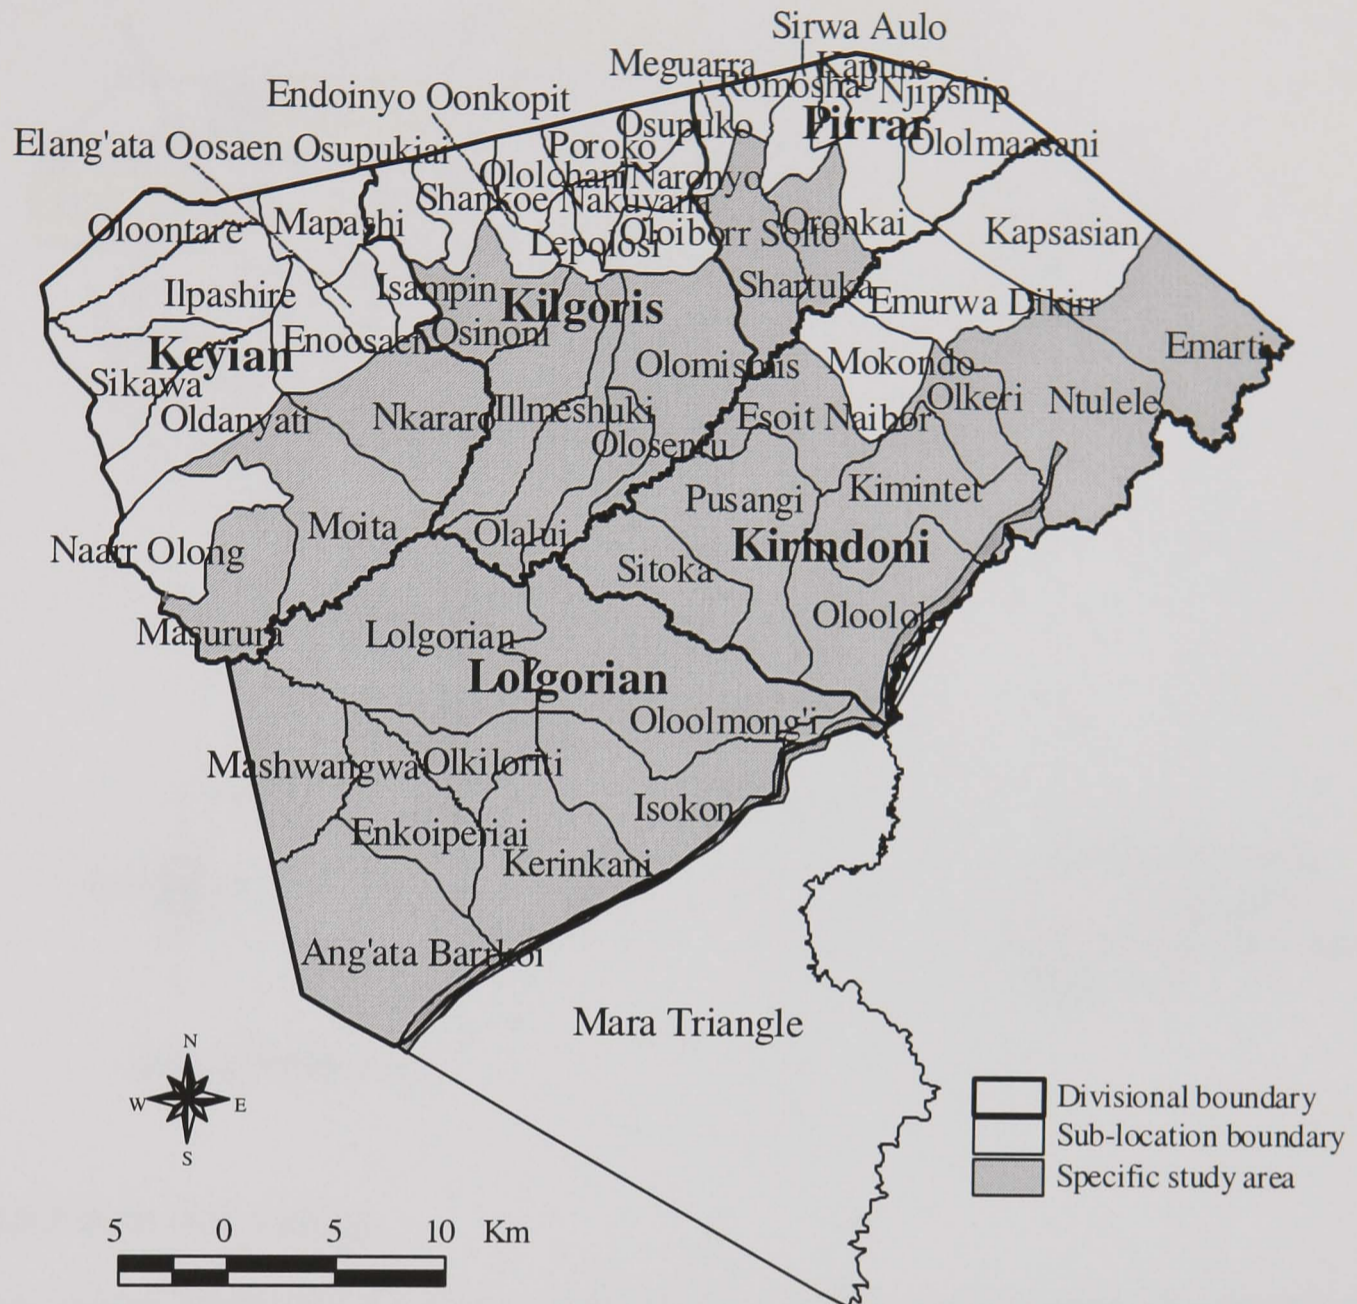 Sirwa Aulo
Meguarra
Kapune
Romosha
Njipship
Endoinyo Oonkopit
Osupuko
Pirrar
Elang'ata Oosaen
Osupukiai
Poroko
Ololmaasani
Ololchani
Naronyo
Shankoe
Nakuyana
Oloontare
Mapashi
Oronkai
Kapsasian
Lepolosi
Oloiborr Soito
Ilpashire
Isampin
Kilgoris
Shartuka
Emurwa Dikirr
Keyian
Enoosaen
Osinoni
Emarti
Olomismis
Mokondo
Sikawa
Oldanyati
Nkararo
Illmeshuki
Esoit Naibor
Olkeri
Ntulele
Olosentu
Pusangi
Kimintet
Naarr Olong
Moita
Olalui
Kirindoni
Sitoka
Masurura
Lolgorian
Oloololo
Lolgorian
Oloolmong'i
Mashwangwa
Olkiloriti
Isokon
Enkoiperiai
Kerinkani
Ang'ata Barrkoi
Mara Triangle
N
W
E
S
Divisional boundary
Sub-location boundary
Specific study area
5 0 5 10 Km